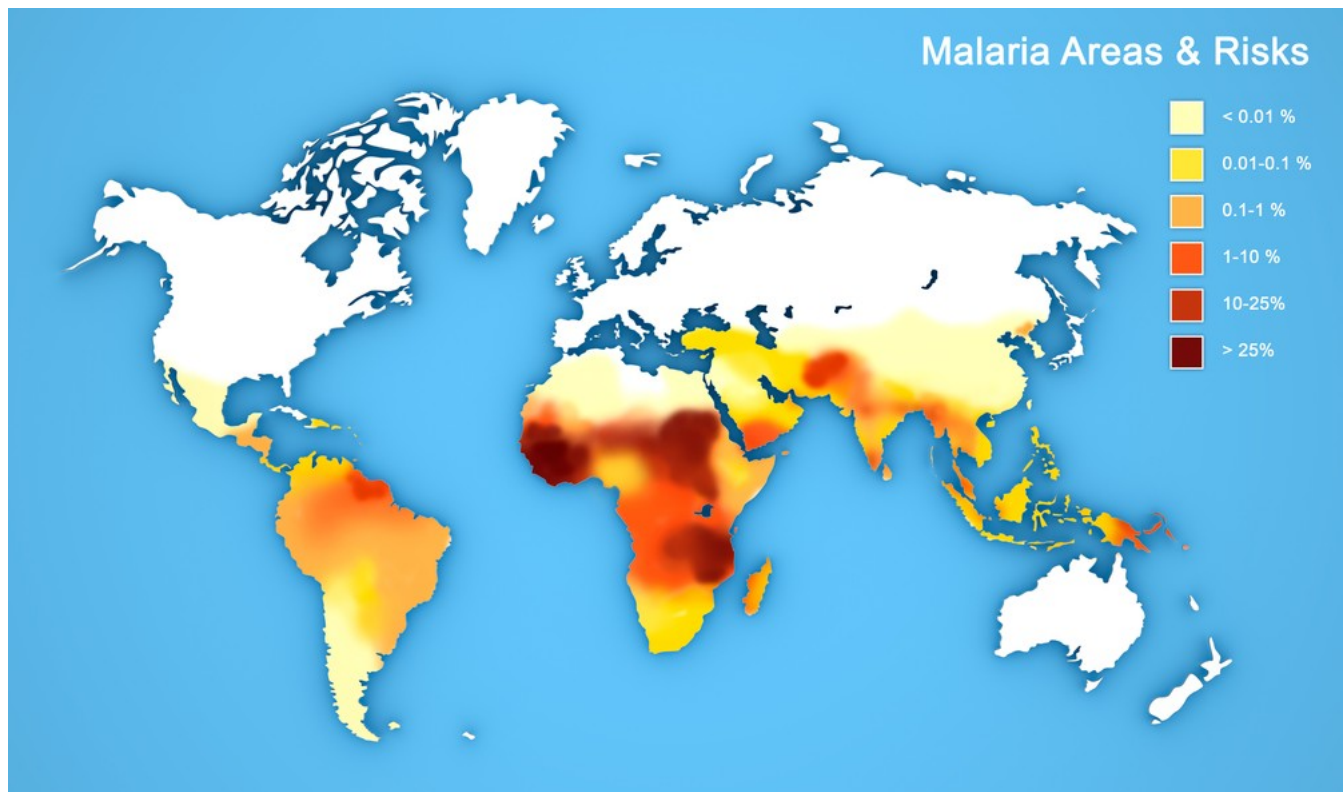 Malaria Areas & Risks
< 0.01 %
0.01-0.1 %
0.1-1 %
1-10 %
10-25%
> 25%